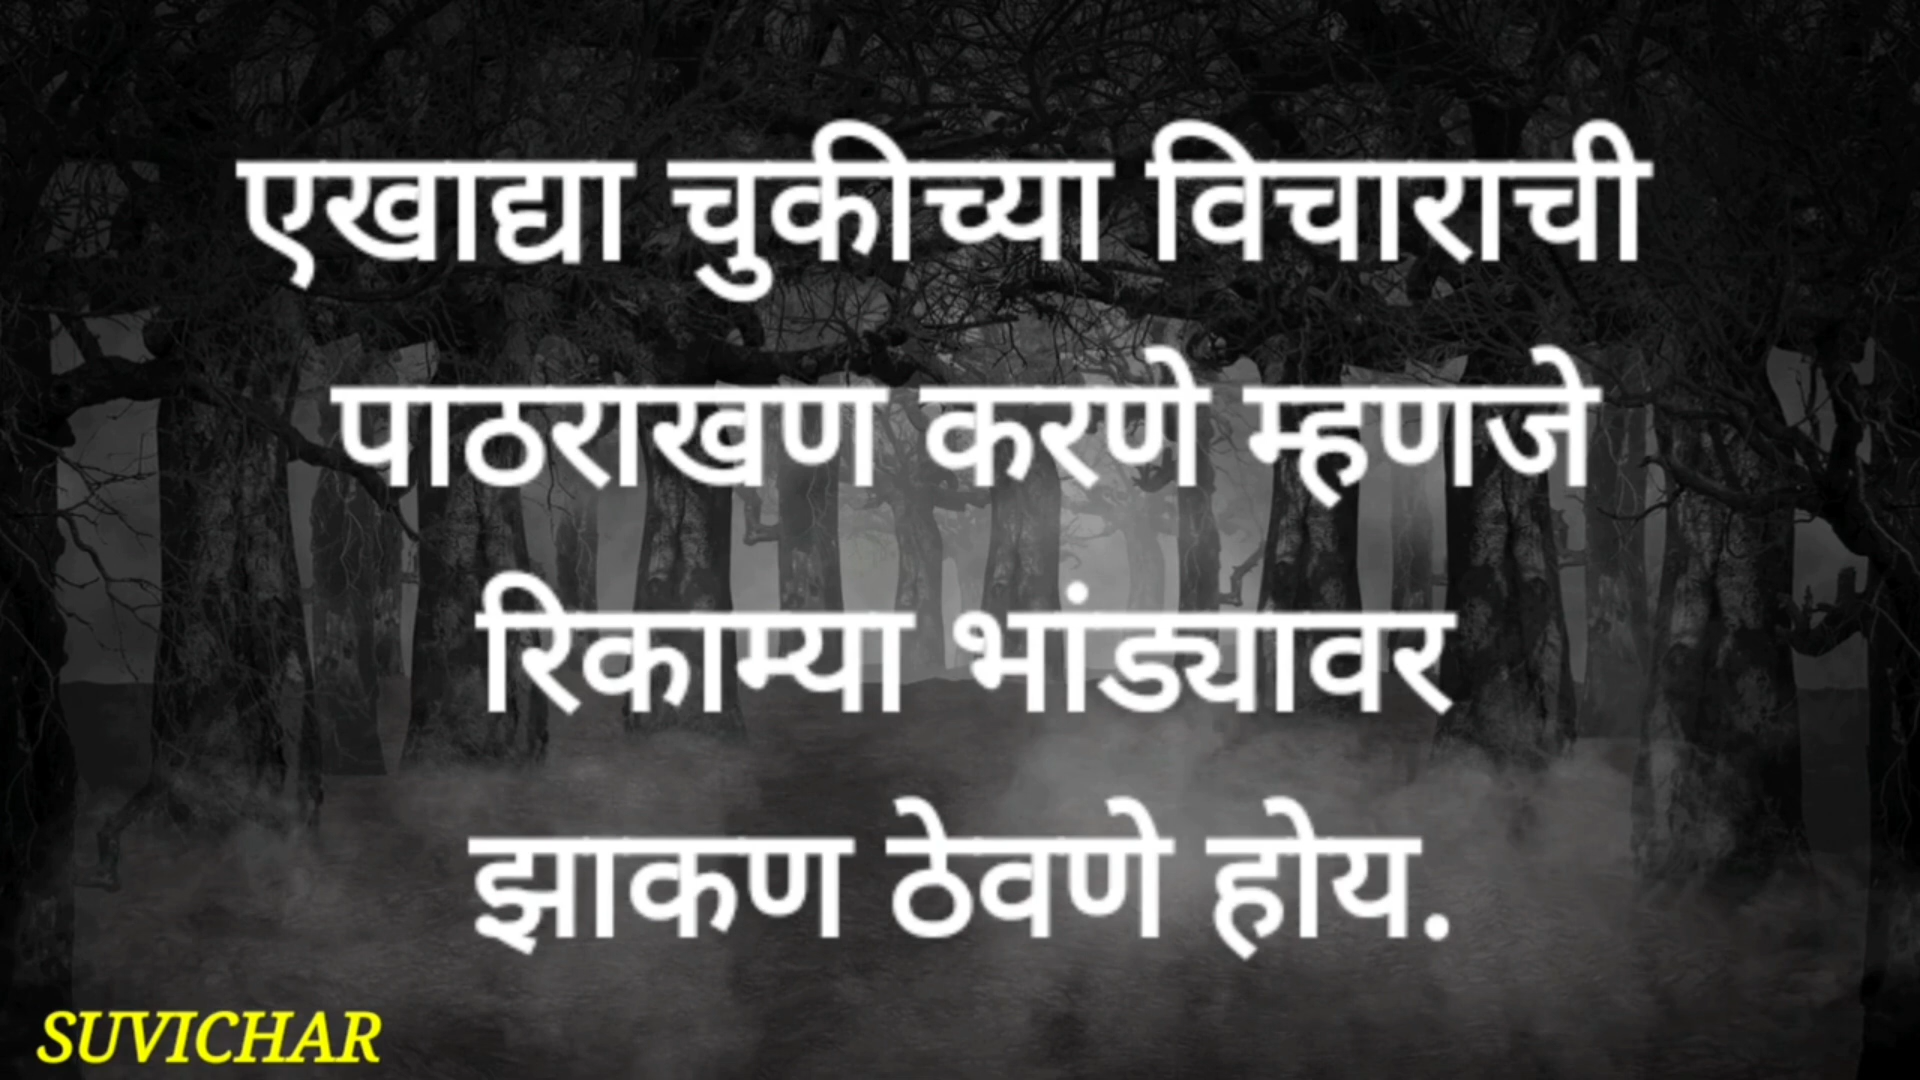 एखाद्या चुकीच्या विचाराची
पाठराखण करणे म्हणजे
रिकाम्या भांड्यावर
झाकण ठेवणे होय.
SUVICHAR